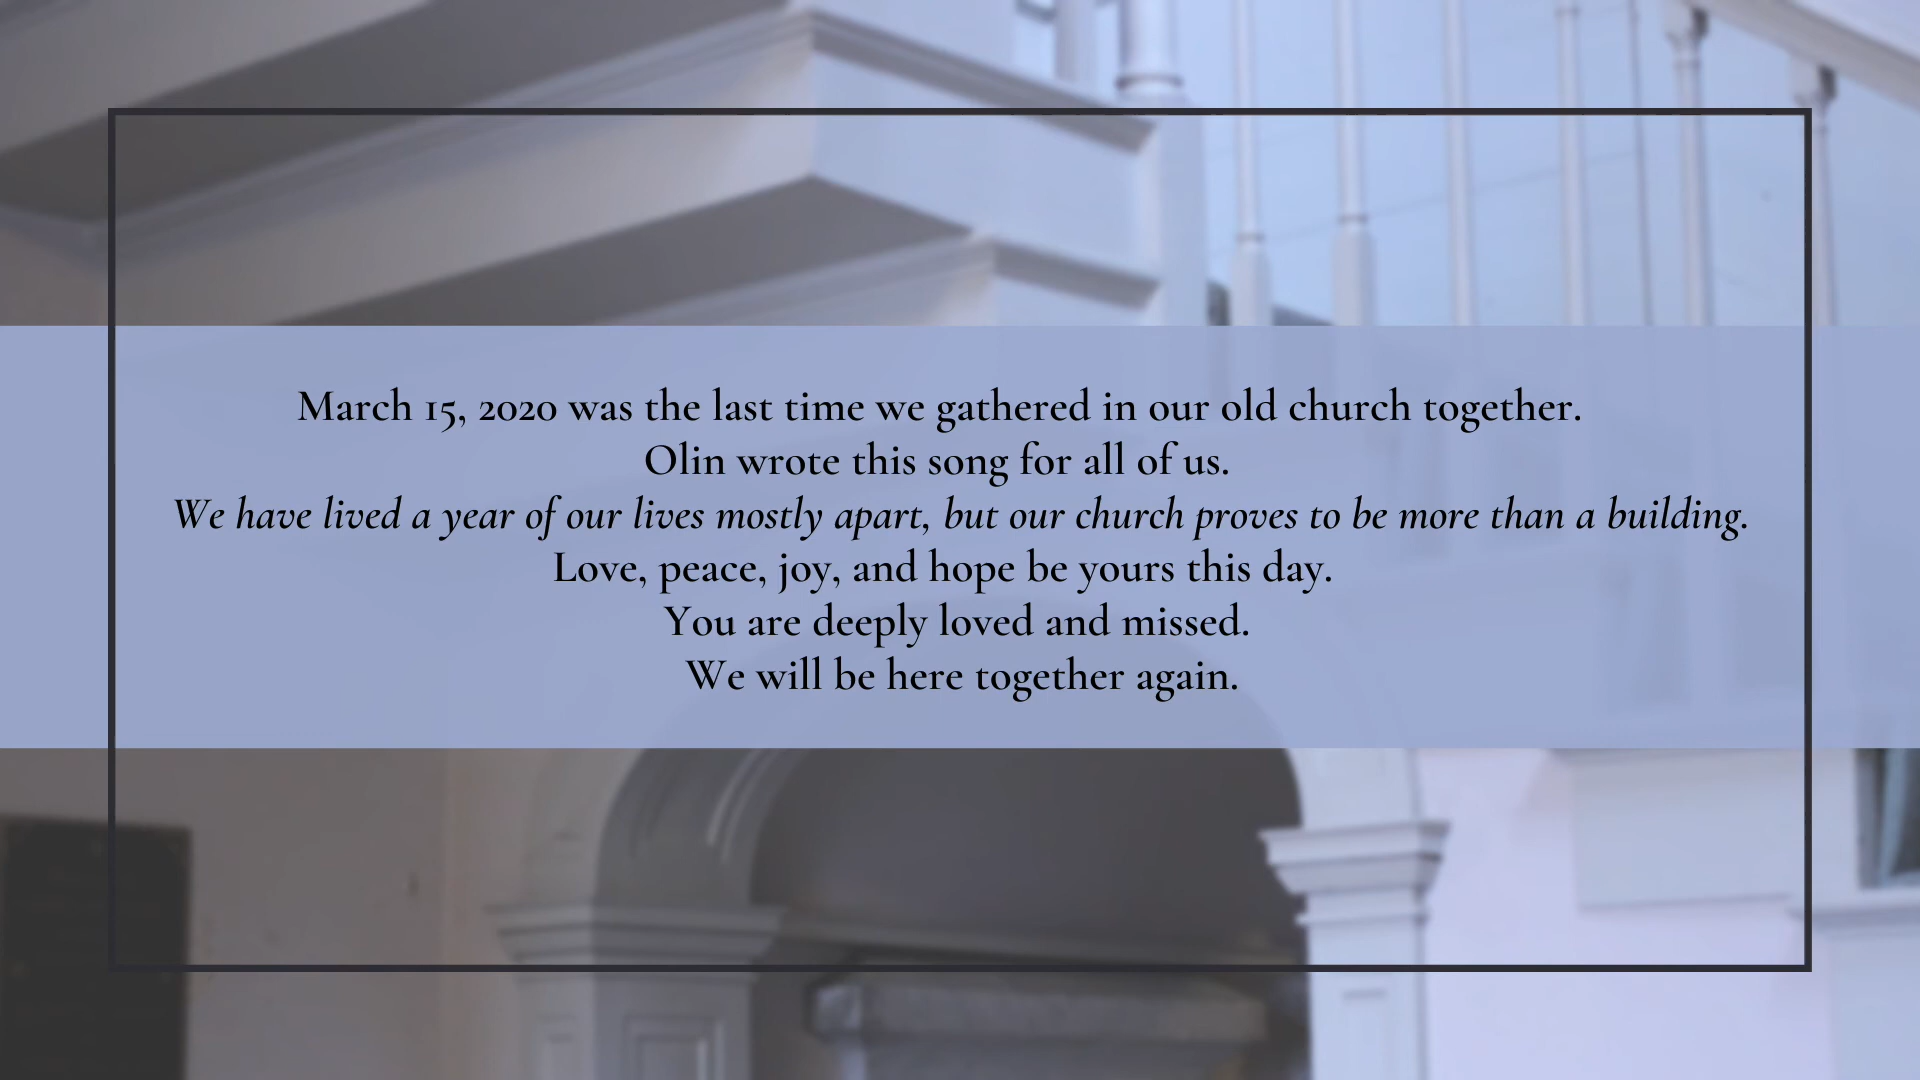 March 15, 2020 was the last time we gathered in our old church together.
Olin wrote this song for all of us.
We have lived a year of our lives mostly apart, but our church proves to be more than a building.
Love, peace, joy, and hope be yours this day.
You are deeply loved and missed.
We will be here together again.